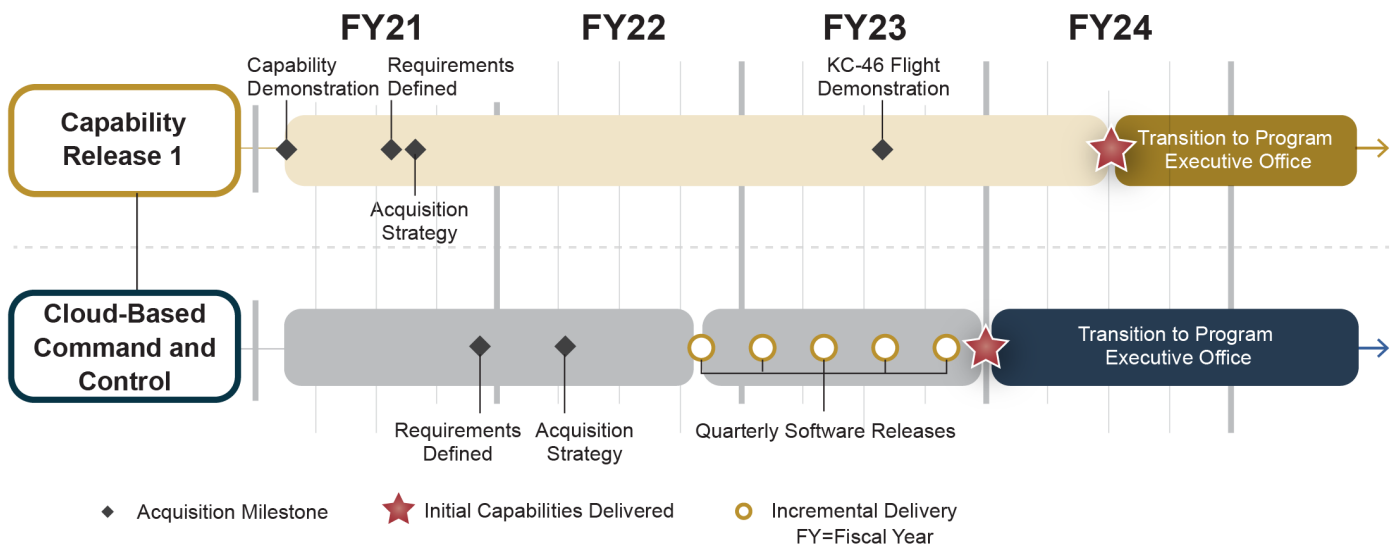 FY21 FY22 FY23 FY24
Capability
Release 1
Capability
Demonstration
Requirements
Defined
Acquisition
Strategy
KC-46 Flight
Demonstration
Transition to Program
Executive Office
Cloud-Based
Command and
Control
Requirements
Defined
Acquisition
Strategy
Quarterly Software Releases
Transition to Program
Executive Office
Acquisition Milestone
Initial Capabilities Delivered
Incremental Delivery
FY=Fiscal Year